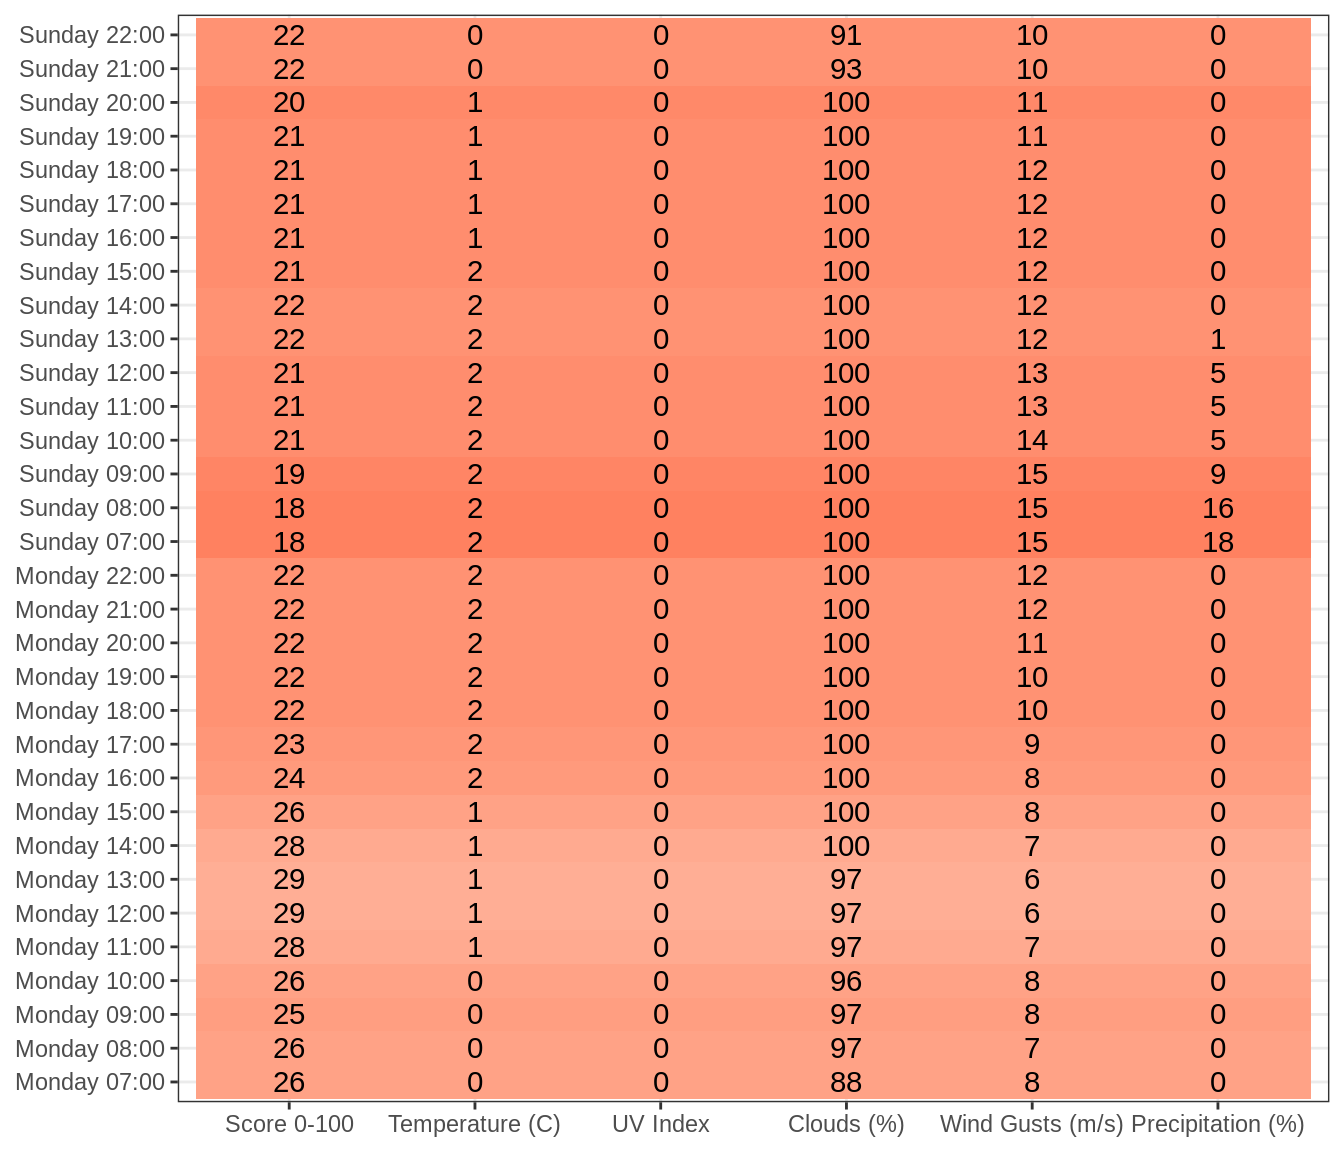 Sunday 22:00 22 0 0 91 10 0
Sunday 21:00 22 0 0 93 10 0
Sunday 20:00 20 1 0 100 11 0
Sunday 19:00 21 1 0 100 11 0
Sunday 18:00 21 1 0 100 12 0
Sunday 17:00 21 1 0 100 12 0
Sunday 16:00 21 1 0 100 12 0
Sunday 15:00 21 2 0 100 12 0
Sunday 14:00 22 2 0 100 12 0
Sunday 13:00 22 2 0 100 12 1
Sunday 12:00 21 2 0 100 13 5
Sunday 11:00 21 2 0 100 13 5
Sunday 10:00 21 2 0 100 14 5
Sunday 09:00 19 2 0 100 15 9
Sunday 08:00 18 2 0 100 15 16
Sunday 07:00 18 2 0 100 15 18
Monday 22:00 22 2 0 100 12 0
Monday 21:00 22 2 0 100 12 0
Monday 20:00 22 2 0 100 11 0
Monday 19:00 22 2 0 100 10 0
Monday 18:00 22 2 0 100 10 0
Monday 17:00 23 2 0 100 9 0
Monday 16:00 24 2 0 100 8 0
Monday 15:00 26 1 0 100 8 0
Monday 14:00 28 1 0 100 7 0
Monday 13:00 29 1 0 97 6 0
Monday 12:00 29 1 0 97 6 0
Monday 11:00 28 1 0 97 7 0
Monday 10:00 26 0 0 96 8 0
Monday 09:00 25 0 0 97 8 0
Monday 08:00 26 0 0 97 7 0
Monday 07:00 26 0 0 88 8 0
Score 0-100 Temperature (C) UV Index Clouds (%) Wind Gusts (m/s) Precipitation (%)